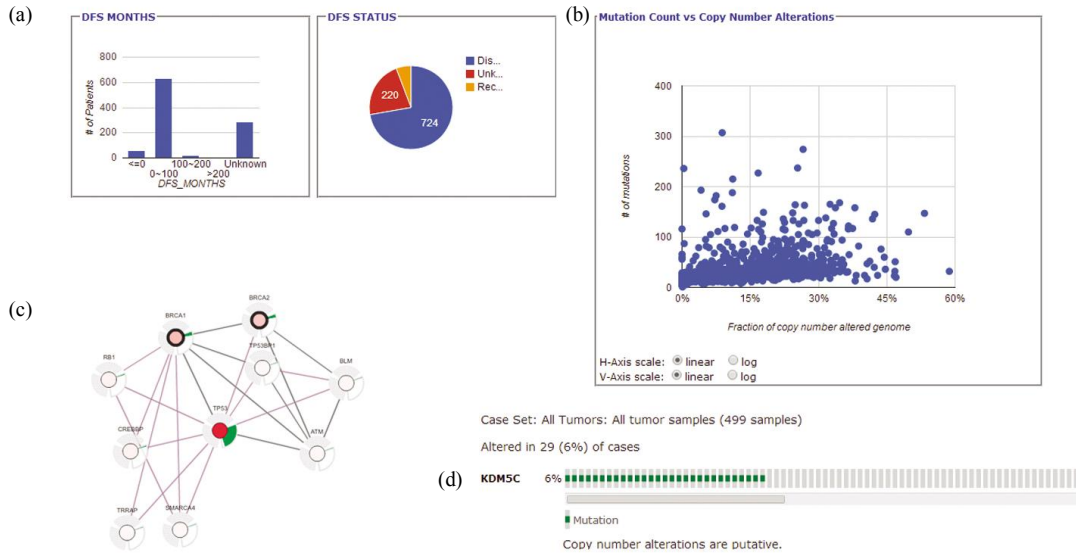 (a)
DFS MONTHS
800
600
400
200
0
# of Patients
<=0
0~100
100~200
>200
Unknown
DFS_MONTHS
DFS STATUS
Dis...
Unk...
Rec...
220
724
(b)
Mutation Count vs Copy Number Alterations
400
300
200
100
0
# of mutations
0%
15%
30%
45%
60%
Fraction of copy number altered genome
H-Axis scale: linear log
V-Axis scale: linear log
(c)
BRCA2
BRCA1
TP53BP1
RB1
BLM
TP53
CREBBP
ATM
TRRAP
SMARCA4
Case Set: All Tumors: All tumor samples (499 samples)
Altered in 29 (6%) of cases
(d)
KDM5C 6%
Mutation
Copy number alterations are putative.